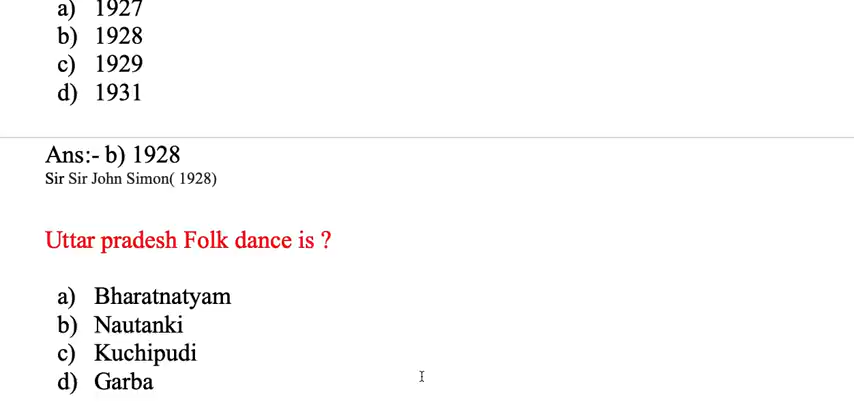 a) 1927
b) 1928
c) 1929
d) 1931
Ans:- b) 1928
Sir Sir John Simon( 1928)
Uttar pradesh Folk dance is ?
a) Bharatnatyam
b) Nautanki
c) Kuchipudi
d) Garba